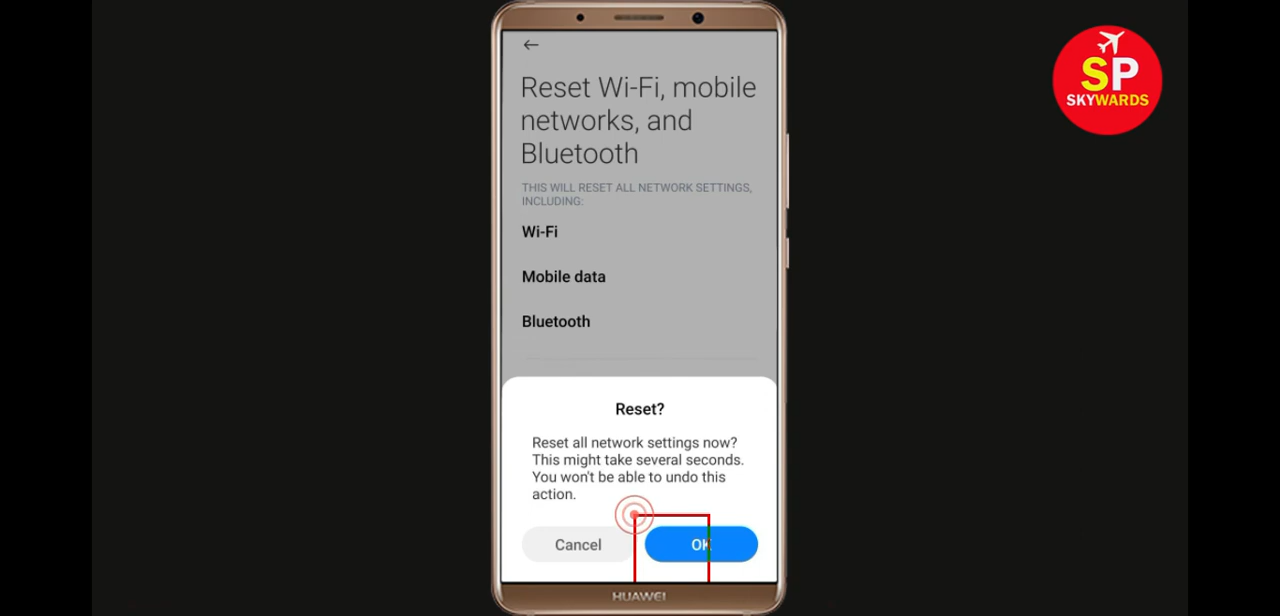 SP
SKYWARDS
Reset Wi-Fi, mobile
networks, and
Bluetooth
THIS WILL RESET ALL NETWORK SETTINGS,
INCLUDING:
Wi-Fi
Mobile data
Bluetooth
Reset?
Reset all network settings now?
This might take several seconds.
You won't be able to undo this
action.
Cancel
OK
HUAWEI